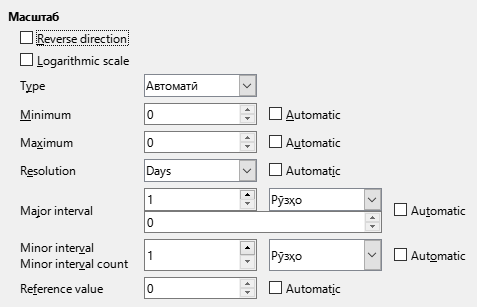 Масштаб
Reverse direction
Logarithmic scale
Type Автоматӣ
Minimum 0 Automatic
Maximum 0 Automatic
Resolution Days Automatic
Major interval 1 Рӯзҳо Automatic
0
Minor interval
Minor interval count 1 Рӯзҳо Automatic
Reference value 0 Automatic